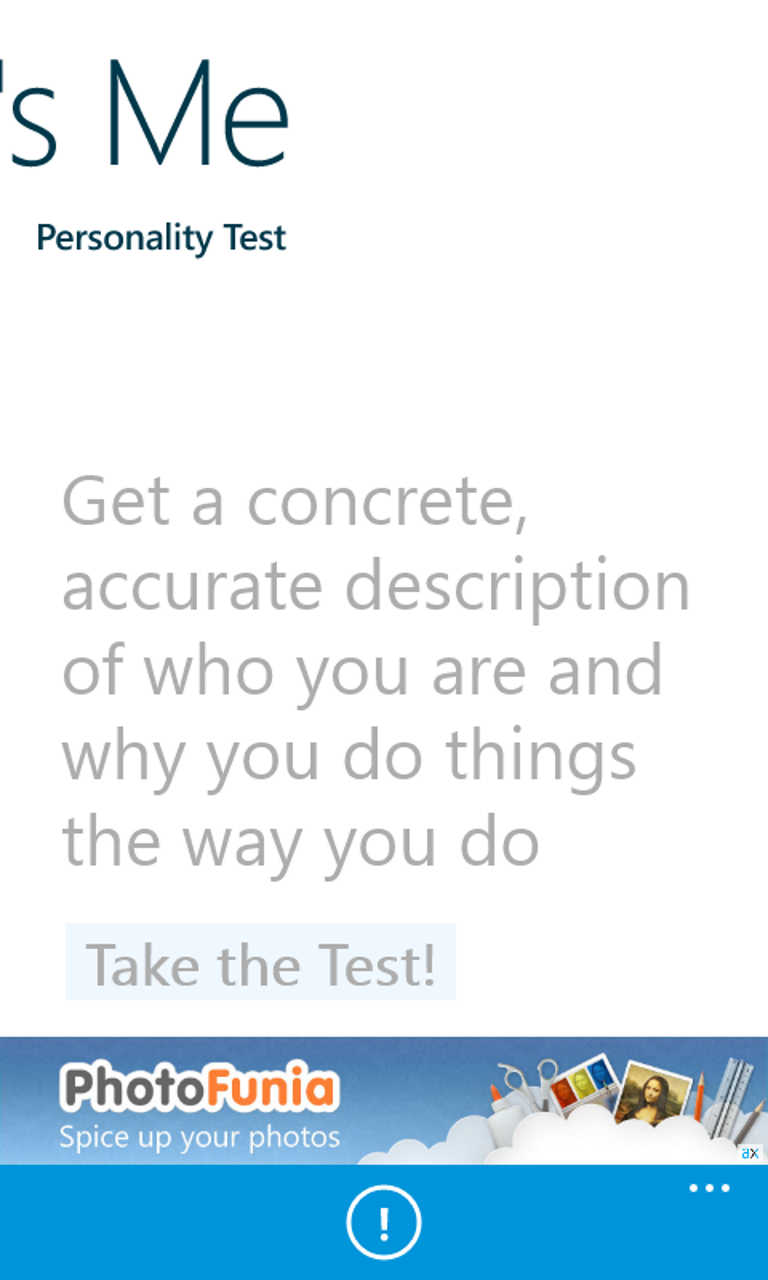 's Me
Personality Test
Get a concrete,
accurate description
of who you are and
why you do things
the way you do
Take the Test!
PhotoFunia
Spice up your photos
ax
!